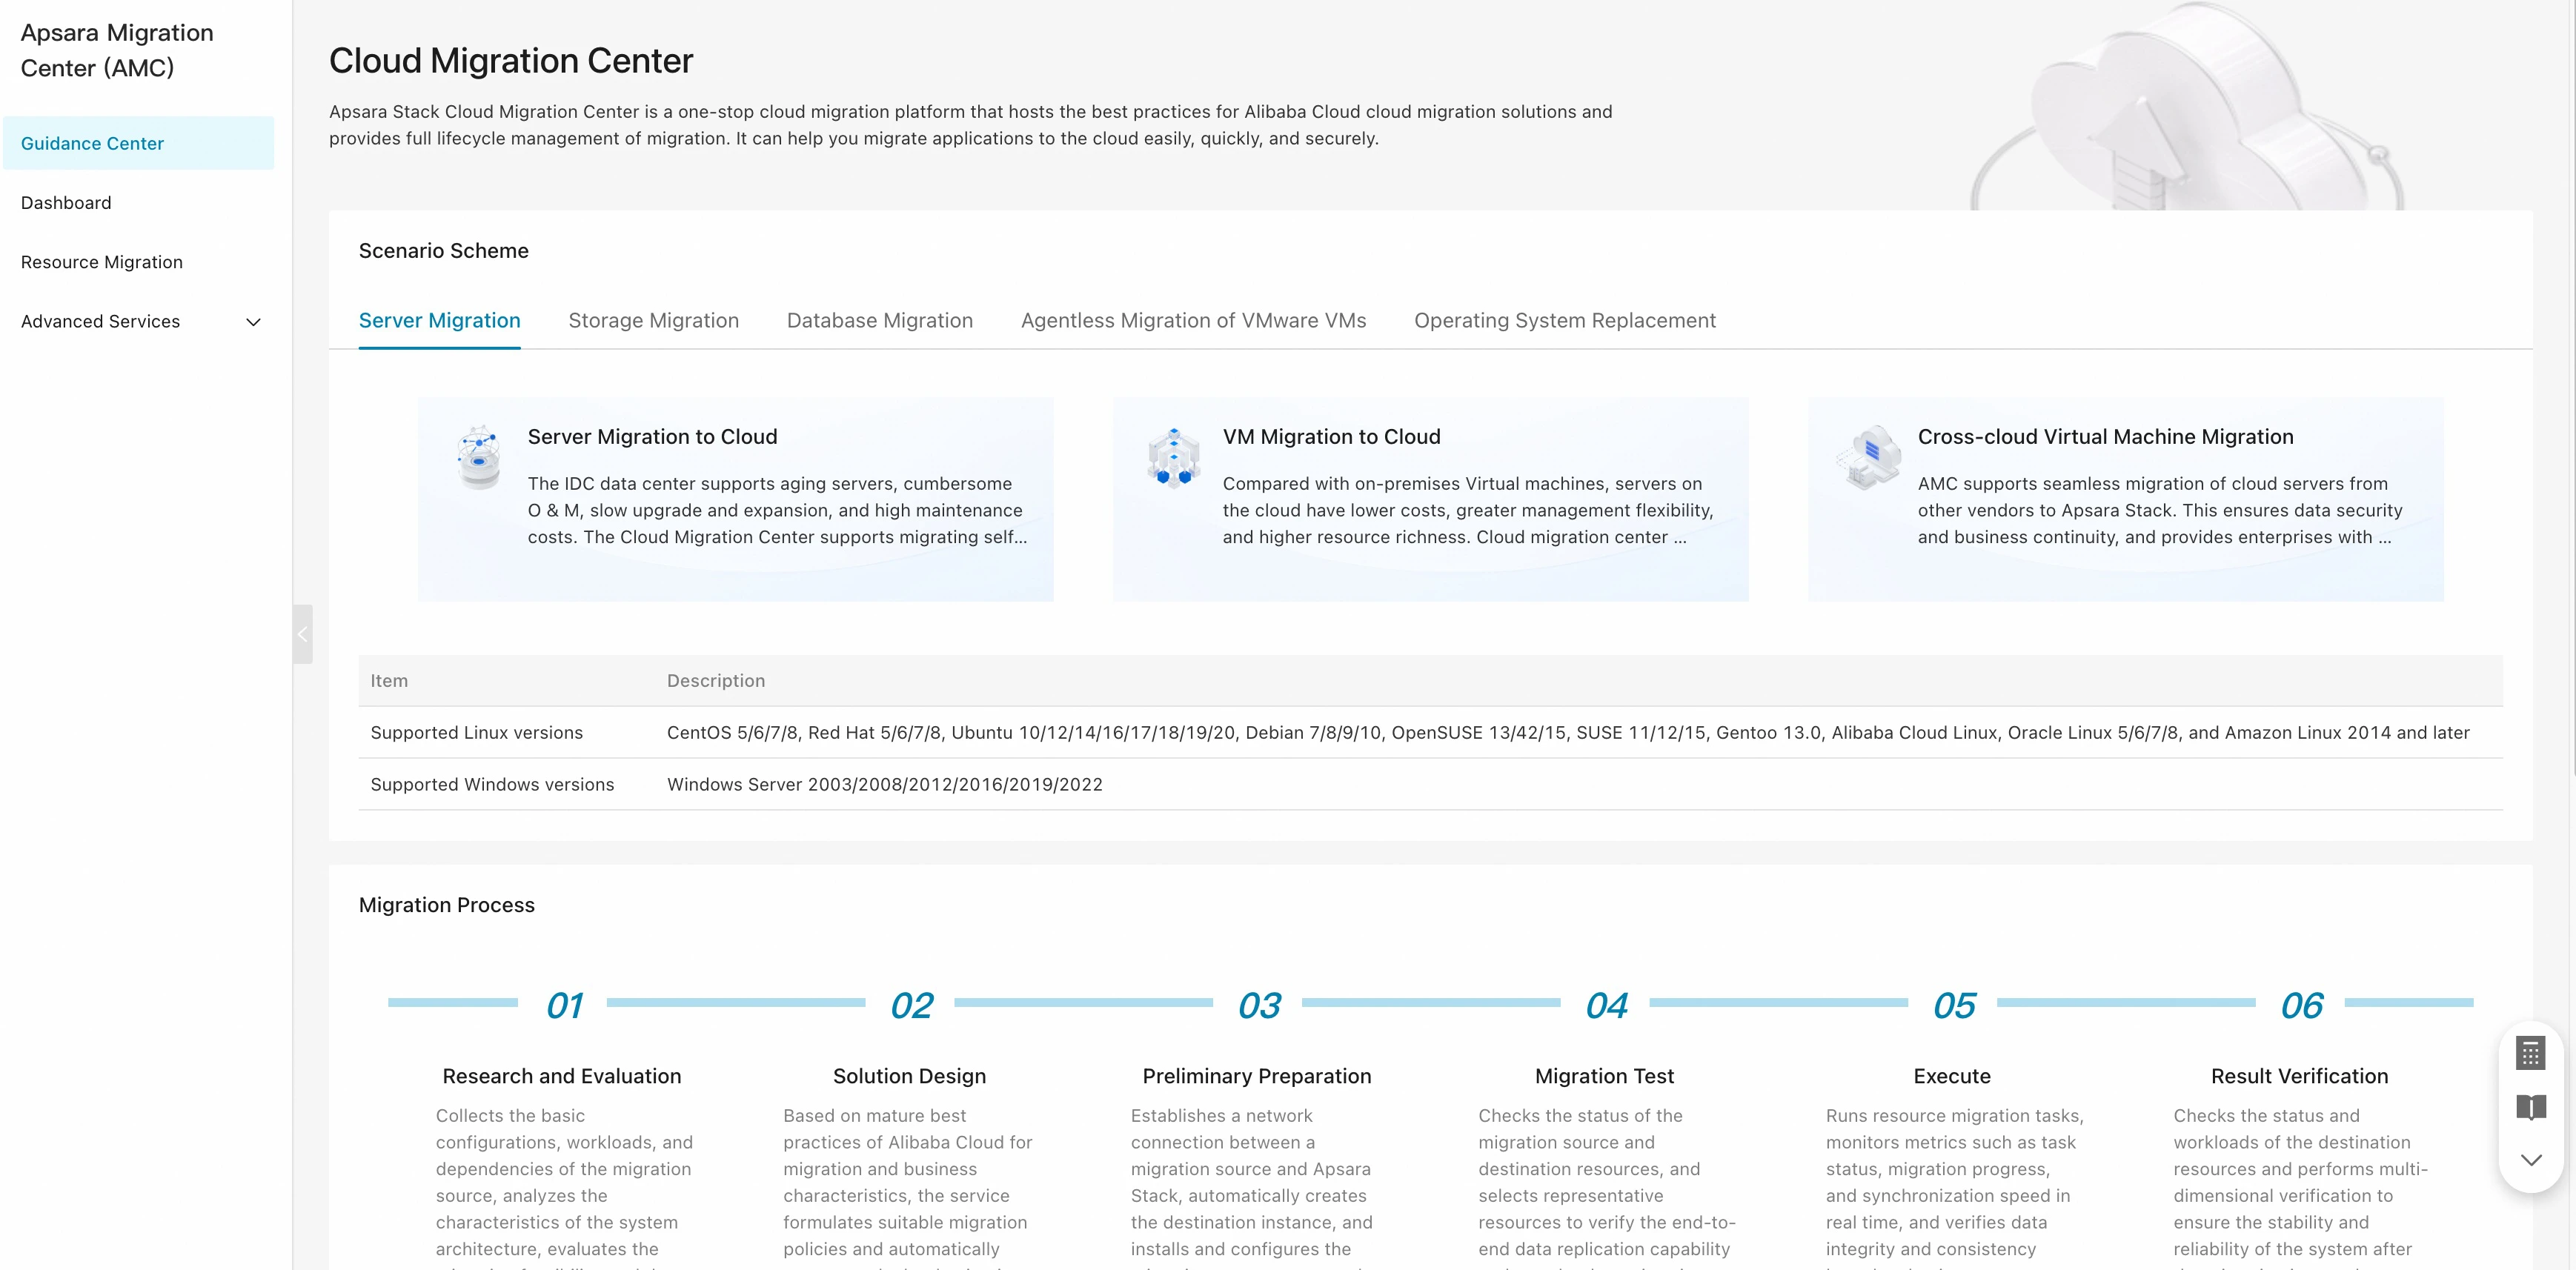 Apsara Migration
Center (AMC)
Guidance Center
Dashboard
Resource Migration
Advanced Services
Cloud Migration Center
Apsara Stack Cloud Migration Center is a one-stop cloud migration platform that hosts the best practices for Alibaba Cloud cloud migration solutions and
provides full lifecycle management of migration. It can help you migrate applications to the cloud easily, quickly, and securely.
Scenario Scheme
Server Migration Storage Migration Database Migration Agentless Migration of VMware VMs Operating System Replacement
Server Migration to Cloud
The IDC data center supports aging servers, cumbersome
O & M, slow upgrade and expansion, and high maintenance
costs. The Cloud Migration Center supports migrating self...
VM Migration to Cloud
Compared with on-premises Virtual machines, servers on
the cloud have lower costs, greater management flexibility,
and higher resource richness. Cloud migration center ...
Cross-cloud Virtual Machine Migration
AMC supports seamless migration of cloud servers from
other vendors to Apsara Stack. This ensures data security
and business continuity, and provides enterprises with ...
Item Description
Supported Linux versions CentOS 5/6/7/8, Red Hat 5/6/7/8, Ubuntu 10/12/14/16/17/18/19/20, Debian 7/8/9/10, OpenSUSE 13/42/15, SUSE 11/12/15, Gentoo 13.0, Alibaba Cloud Linux, Oracle Linux 5/6/7/8, and Amazon Linux 2014 and later
Supported Windows versions Windows Server 2003/2008/2012/2016/2019/2022
Migration Process
01
Research and Evaluation
Collects the basic
configurations, workloads, and
dependencies of the migration
source, analyzes the
characteristics of the system
architecture, evaluates the
02
Solution Design
Based on mature best
practices of Alibaba Cloud for
migration and business
characteristics, the service
formulates suitable migration
policies and automatically
03
Preliminary Preparation
Establishes a network
connection between a
migration source and Apsara
Stack, automatically creates
the destination instance, and
installs and configures the
04
Migration Test
Checks the status of the
migration source and
destination resources, and
selects representative
resources to verify the end-to-
end data replication capability
05
Execute
Runs resource migration tasks,
monitors metrics such as task
status, migration progress,
and synchronization speed in
real time, and verifies data
integrity and consistency
06
Result Verification
Checks the status and
workloads of the destination
resources and performs multi-
dimensional verification to
ensure the stability and
reliability of the system after